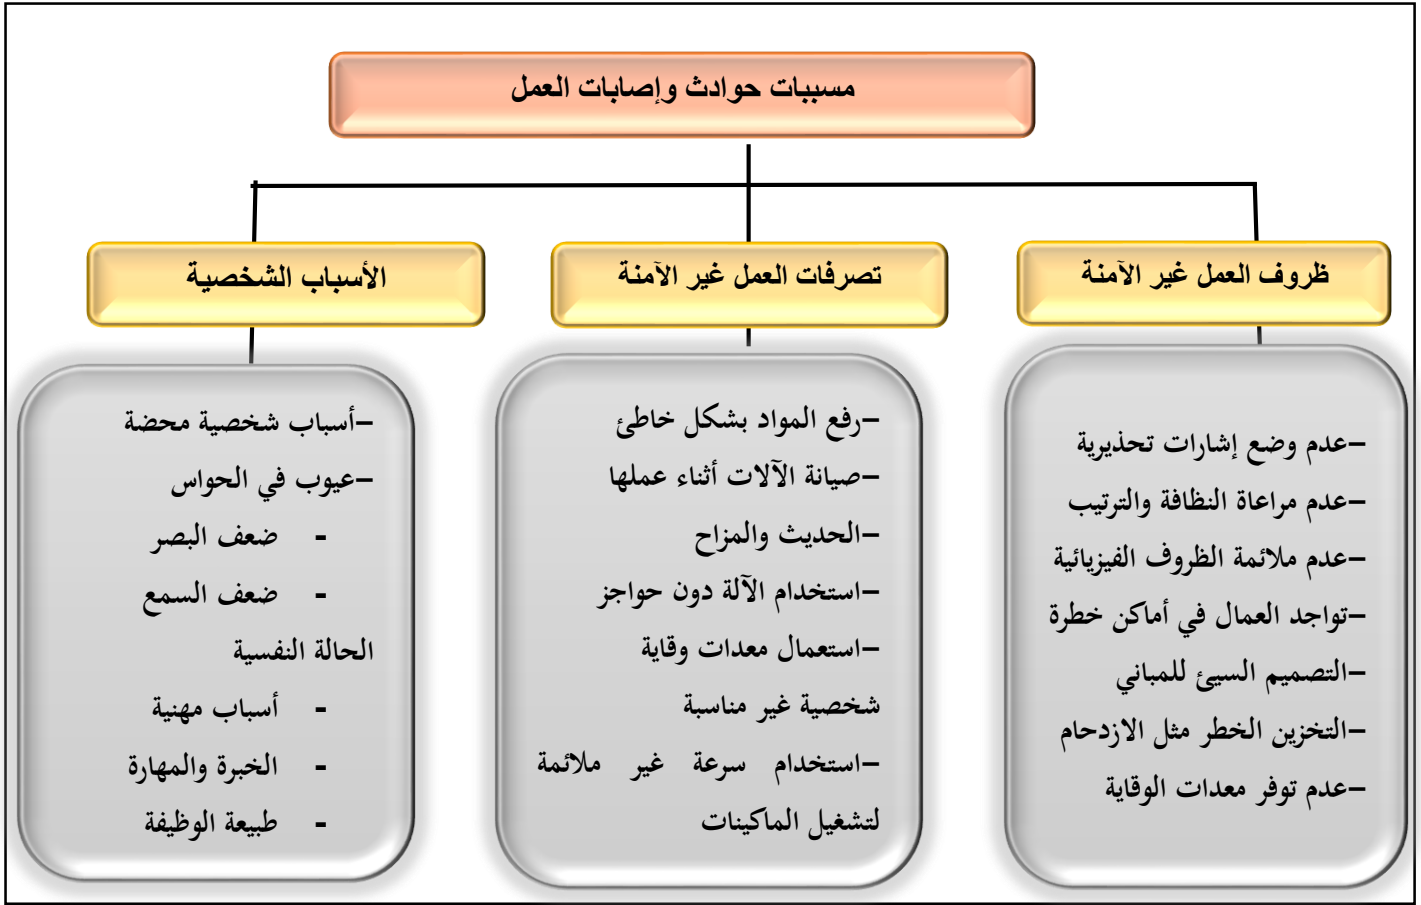 مسببات حوادث وإصابات العمل
ظروف العمل غير الآمنة
–عدم وضع إشارات تحذيرية
–عدم مراعاة النظافة والترتيب
–عدم ملائمة الظروف الفيزيائية
–تواجد العمال في أماكن خطرة
–التصميم السيئ للمباني
–التخزين الخطر مثل الازدحام
–عدم توفر معدات الوقاية
تصرفات العمل غير الآمنة
–رفع المواد بشكل خاطئ
–صيانة الآلات أثناء عملها
–الحديث والمزاح
–استخدام الآلة دون حواجز
–استعمال معدات وقاية
شخصية غير مناسبة
–استخدام سرعة غير ملائمة
لتشغيل الماكينات
الأسباب الشخصية
–أسباب شخصية محضة
–عيوب في الحواس
- ضعف البصر
- ضعف السمع
الحالة النفسية
- أسباب مهنية
- الخبرة والمهارة
- طبيعة الوظيفة